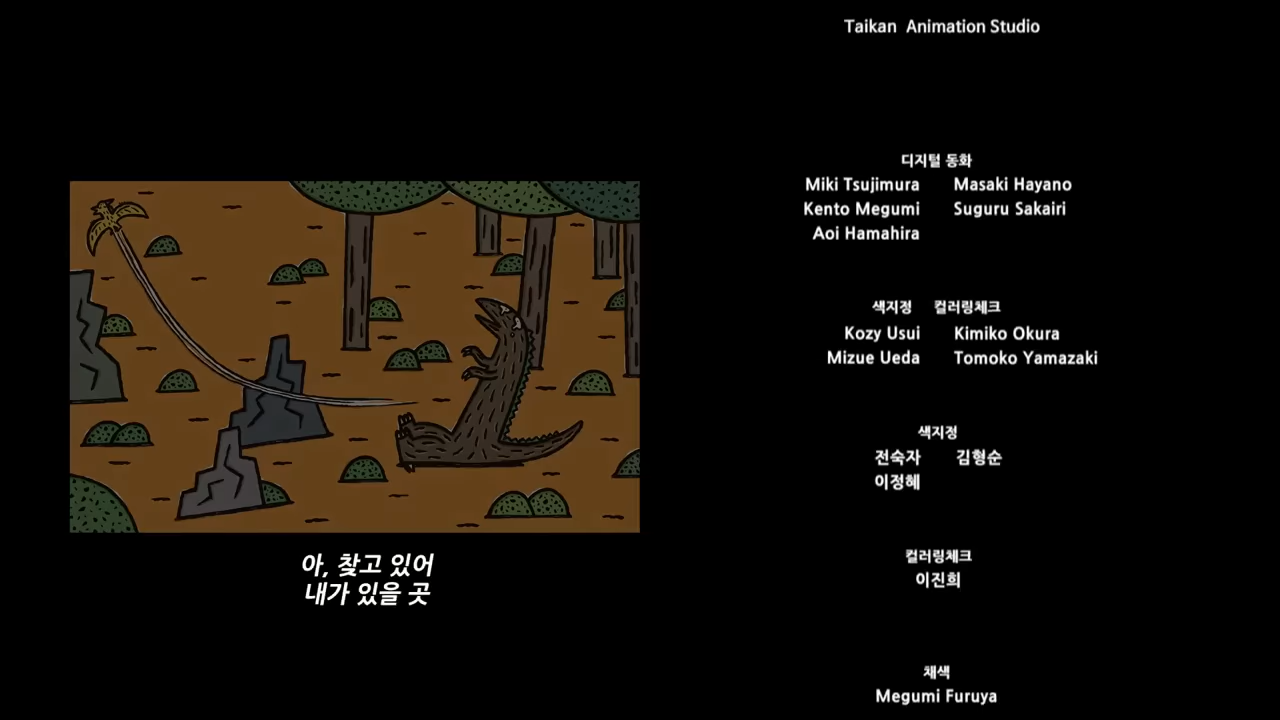 Taikan Animation Studio
디지털 동화
Miki Tsujimura Masaki Hayano
Kento Megumi Suguru Sakairi
Aoi Hamahira
색지정 컬러링체크
Kozy Usui Kimiko Okura
Mizue Ueda Tomoko Yamazaki
색지정
전숙자 김형순
이정혜
컬러링체크
이진희
채색
Megumi Furuya
아, 찾고 있어
내가 있을 곳